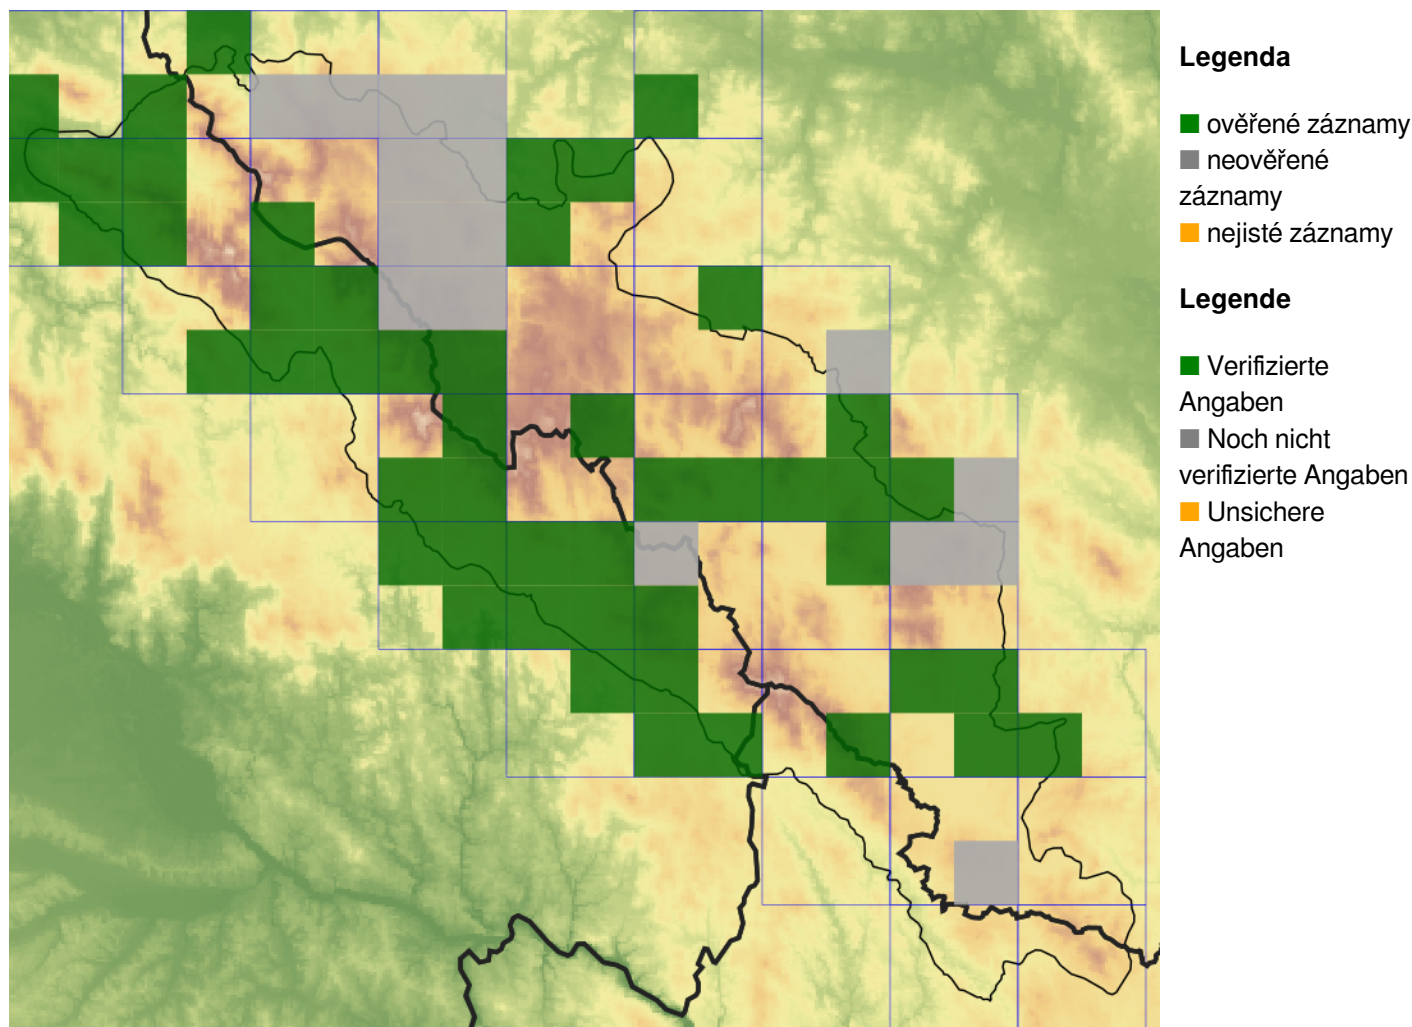 Legenda
ověřené záznamy
neověřené
záznamy
nejisté záznamy
Legende
Verifizierte
Angaben
Noch nicht
verifizierte Angaben
Unsichere
Angaben